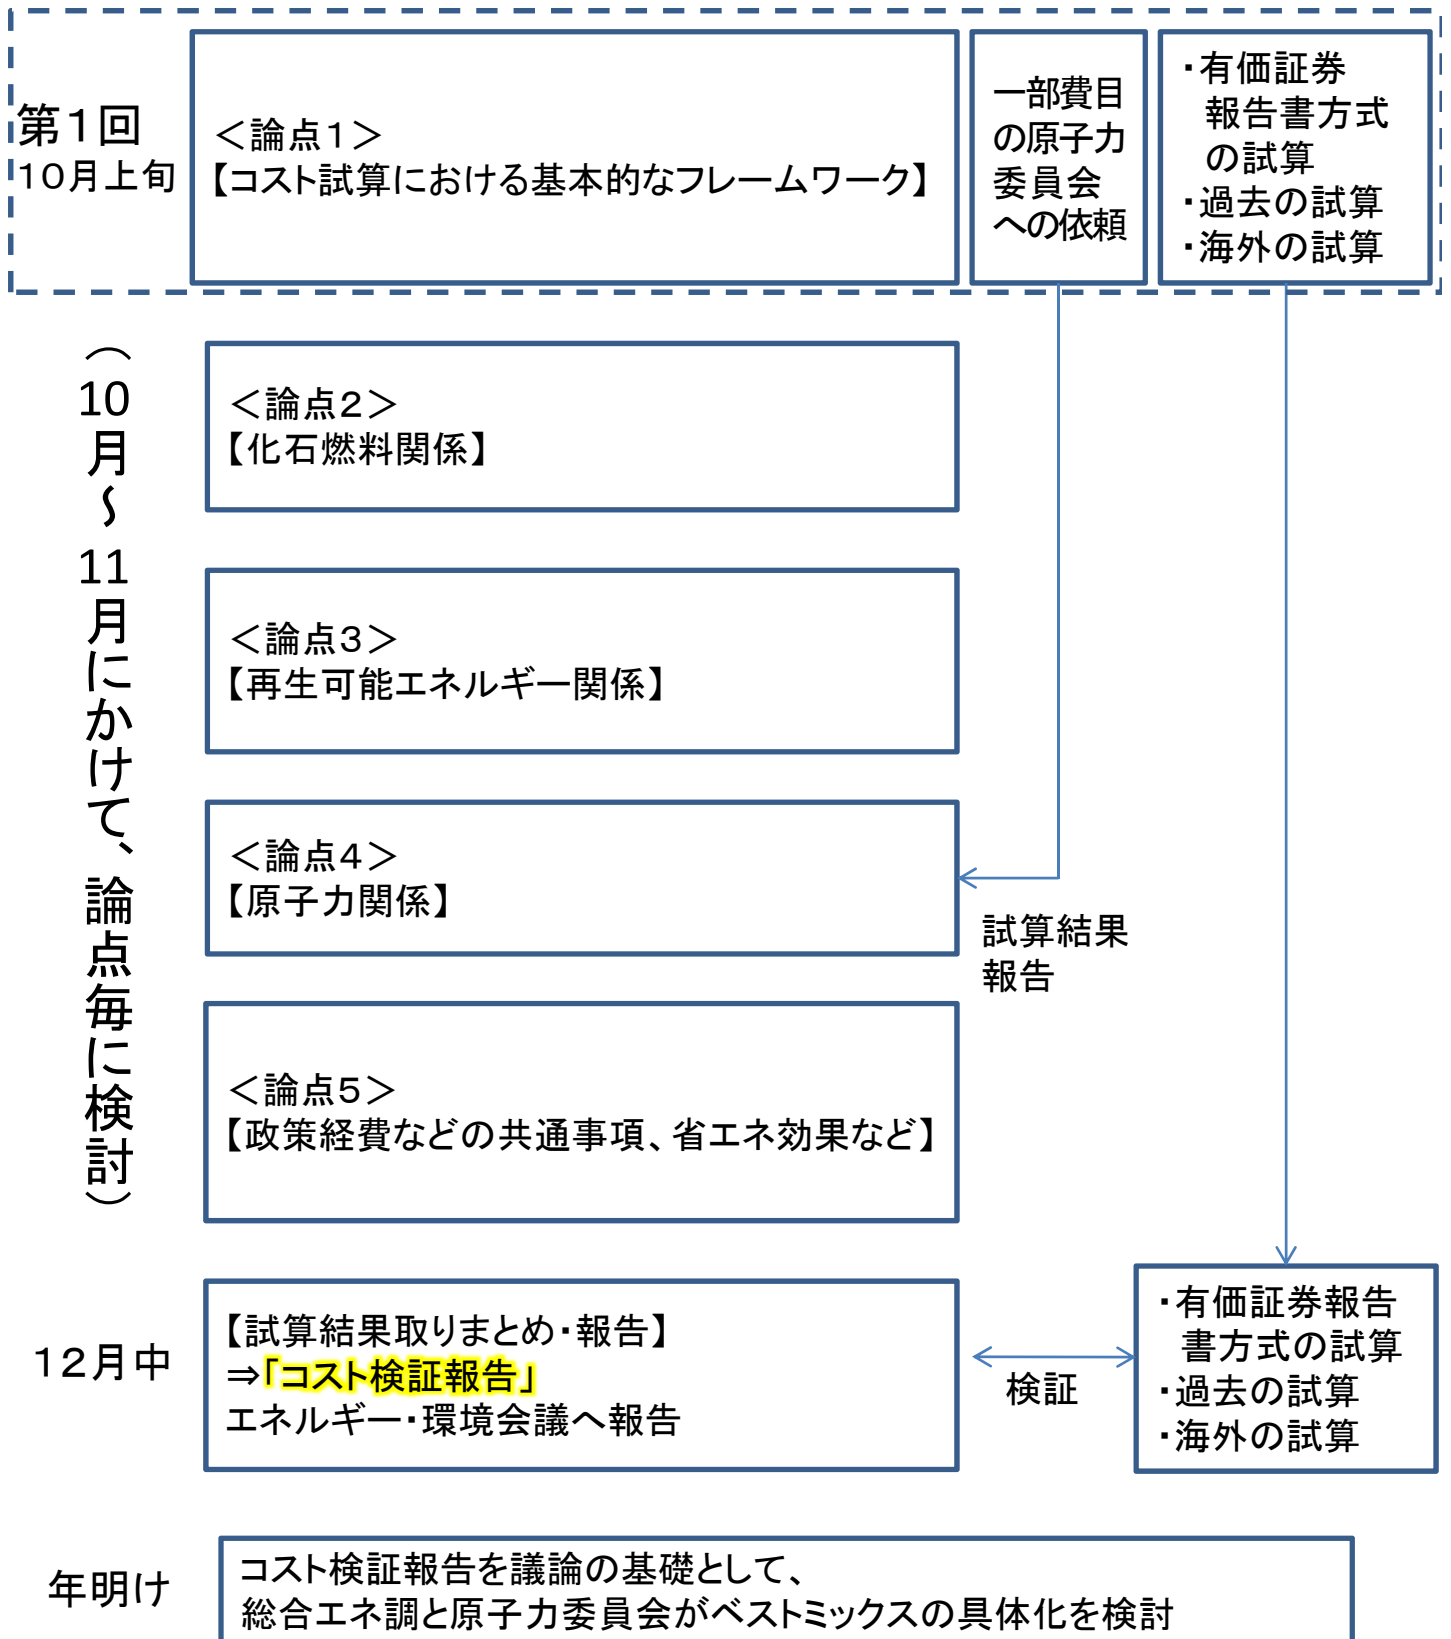 第1回
10月上旬
＜論点1＞
【コスト試算における基本的なフレームワーク】
一部費目
の原子力
委員会
への依頼
・有価証券
報告書方式
の試算
・過去の試算
・海外の試算
（10月～11月にかけて、論点毎に検討）
＜論点2＞
【化石燃料関係】
＜論点3＞
【再生可能エネルギー関係】
＜論点4＞
【原子力関係】
試算結果
報告
＜論点5＞
【政策経費などの共通事項、省エネ効果など】
12月中
【試算結果取りまとめ・報告】
⇒「コスト検証報告」
エネルギー・環境会議へ報告
検証
・有価証券報告
書方式の試算
・過去の試算
・海外の試算
年明け
コスト検証報告を議論の基礎として、
総合エネ調と原子力委員会がベストミックスの具体化を検討